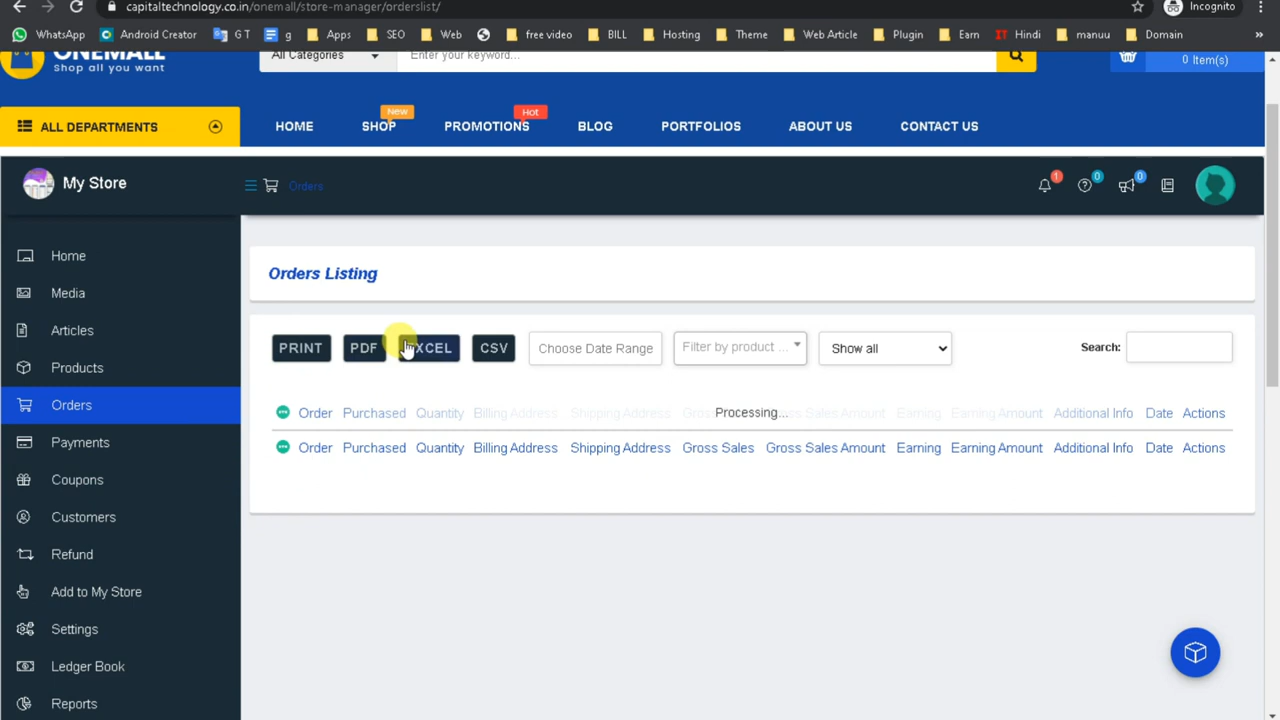 capitaltechnology.co.in/onemall/store-manager/orderslist/
Incognito
WhatsApp Android Creator G T g Apps SEO Web free video BILL Hosting Theme Web Article Plugin Earn Hindi manuu Domain »
ONEMALL
shop all you want
All Categories
Enter your keyword...
0 Item(s)
New
Hot
ALL DEPARTMENTS
HOME SHOP PROMOTIONS BLOG PORTFOLIOS ABOUT US CONTACT US
My Store
Orders
1 0 0
Home
Media
Articles
Products
Orders
Payments
Coupons
Customers
Refund
Add to My Store
Settings
Ledger Book
Reports
Orders Listing
PRINT PDF EXCEL CSV Choose Date Range Filter by product ... Show all Search:
Order Purchased Quantity Billing Address Shipping Address Gross Sales Gross Sales Amount Earning Earning Amount Additional Info Date Actions
Processing...
Order Purchased Quantity Billing Address Shipping Address Gross Sales Gross Sales Amount Earning Earning Amount Additional Info Date Actions